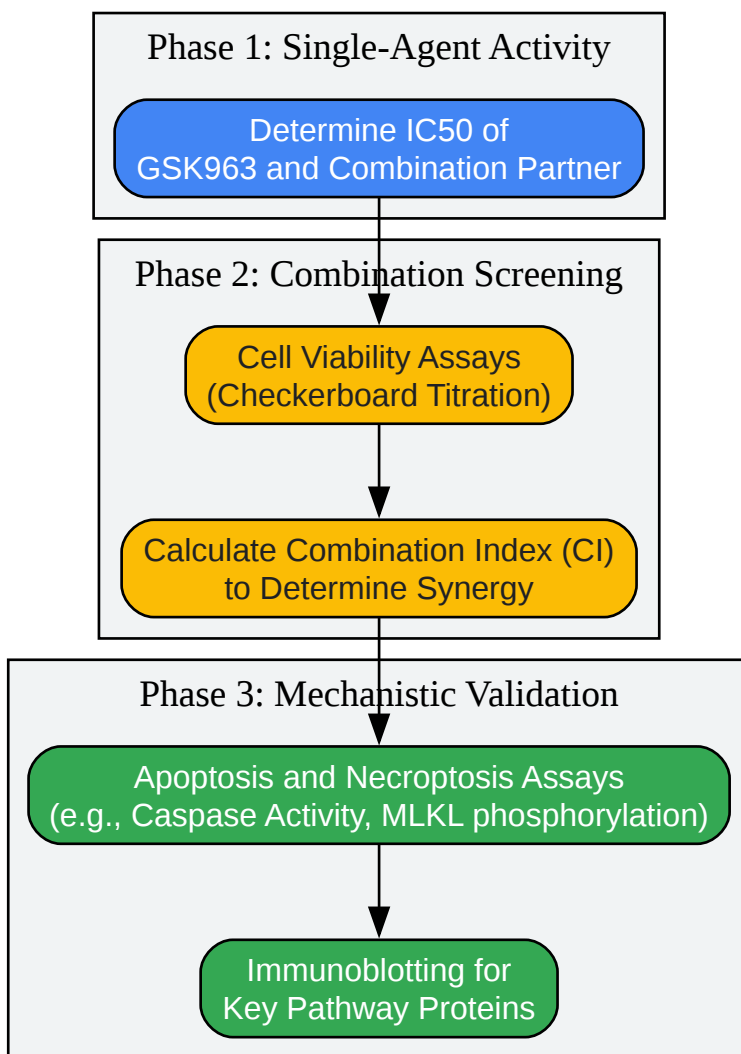 Phase 1: Single-Agent Activity
Determine IC50 of
GSK963 and Combination Partner
Phase 2: Combination Screening
Cell Viability Assays
(Checkerboard Titration)
Calculate Combination Index (CI)
to Determine Synergy
Phase 3: Mechanistic Validation
Apoptosis and Necroptosis Assays
(e.g., Caspase Activity, MLKL phosphorylation)
Immunoblotting for
Key Pathway Proteins